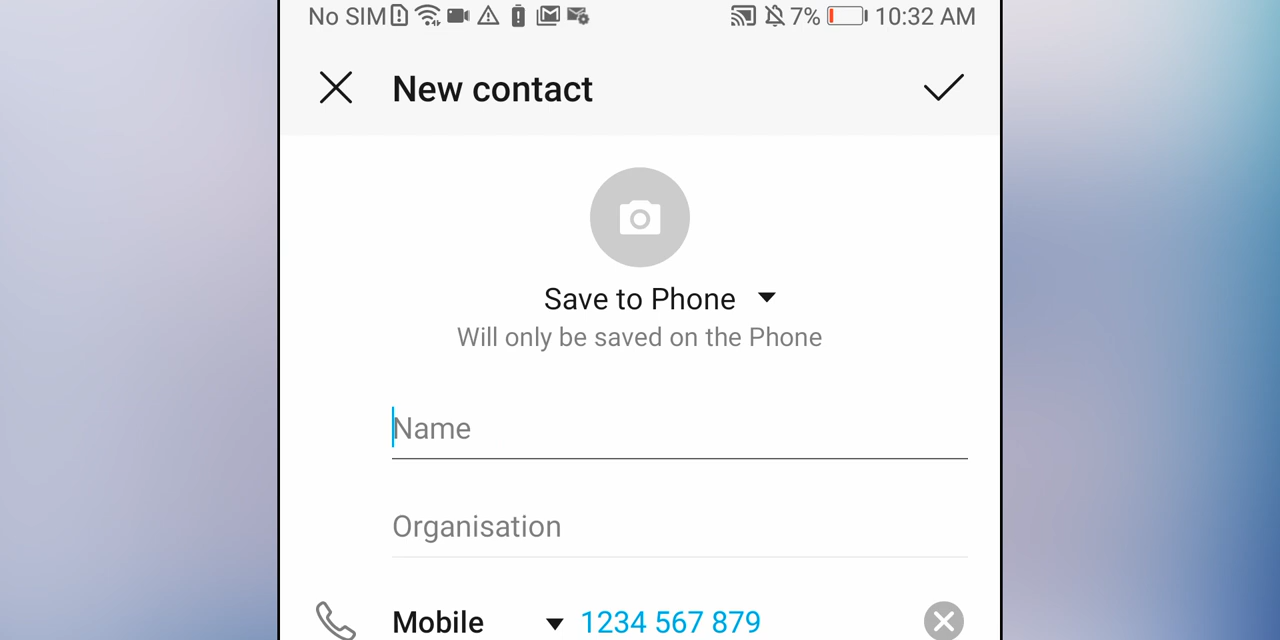 No SIM 7% 10:32 AM
New contact
Save to Phone
Will only be saved on the Phone
Name
Organisation
Mobile 1234 567 879